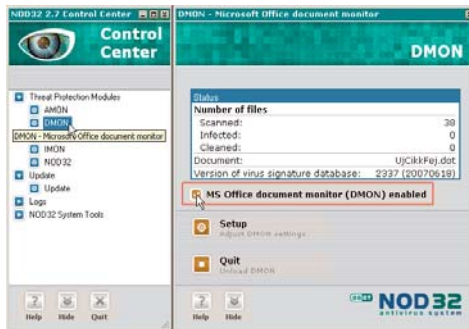 NOD32 2.7 Control Center
Control
Center
Threat Protection Modules
AMON
DMON
DMON - Microsoft Office document monitor
IMON
NOD32
Update
Update
Logs
NOD32 System Tools
Help
Hide
Quit
DMON - Microsoft Office document monitor
DMON
Status
Number of files
Scanned: 38
Infected: 0
Cleaned: 0
Document: UjCikkFej.dot
Version of virus signature database: 2337 (20070618)
MS Office document monitor (DMON) enabled
Setup
Adjust DMON settings
Quit
Unload DMON
Help
Hide
eset NOD32
antivirus system